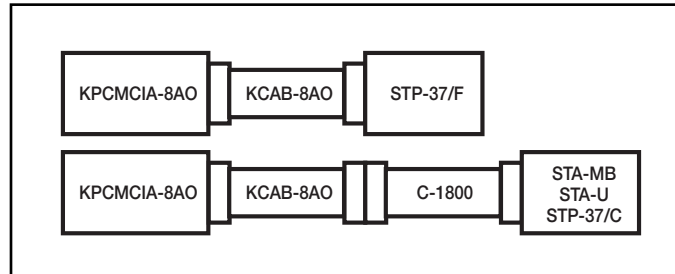 KPCMCIA-8AO KCAB-8AO STP-37/F
KPCMCIA-8AO KCAB-8AO C-1800 STA-MB
STA-U
STP-37/C